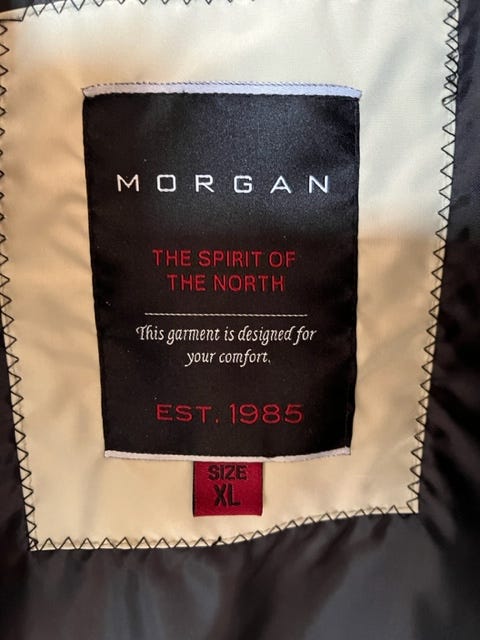 MORGAN
THE SPIRIT OF
THE NORTH
This garment is designed for
your comfort.
EST. 1985
SIZE
XL